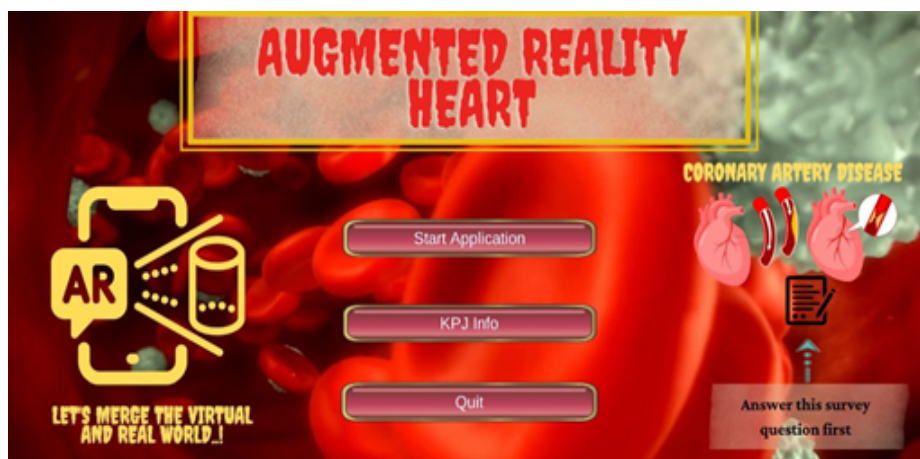 AUGMENTED REALITY
HEART
CORONARY ARTERY DISEASE
Start Application
AR
KPJ Info
Quit
LET'S MERGE THE VIRTUAL
AND REAL WORLD..!
Answer this survey
question first